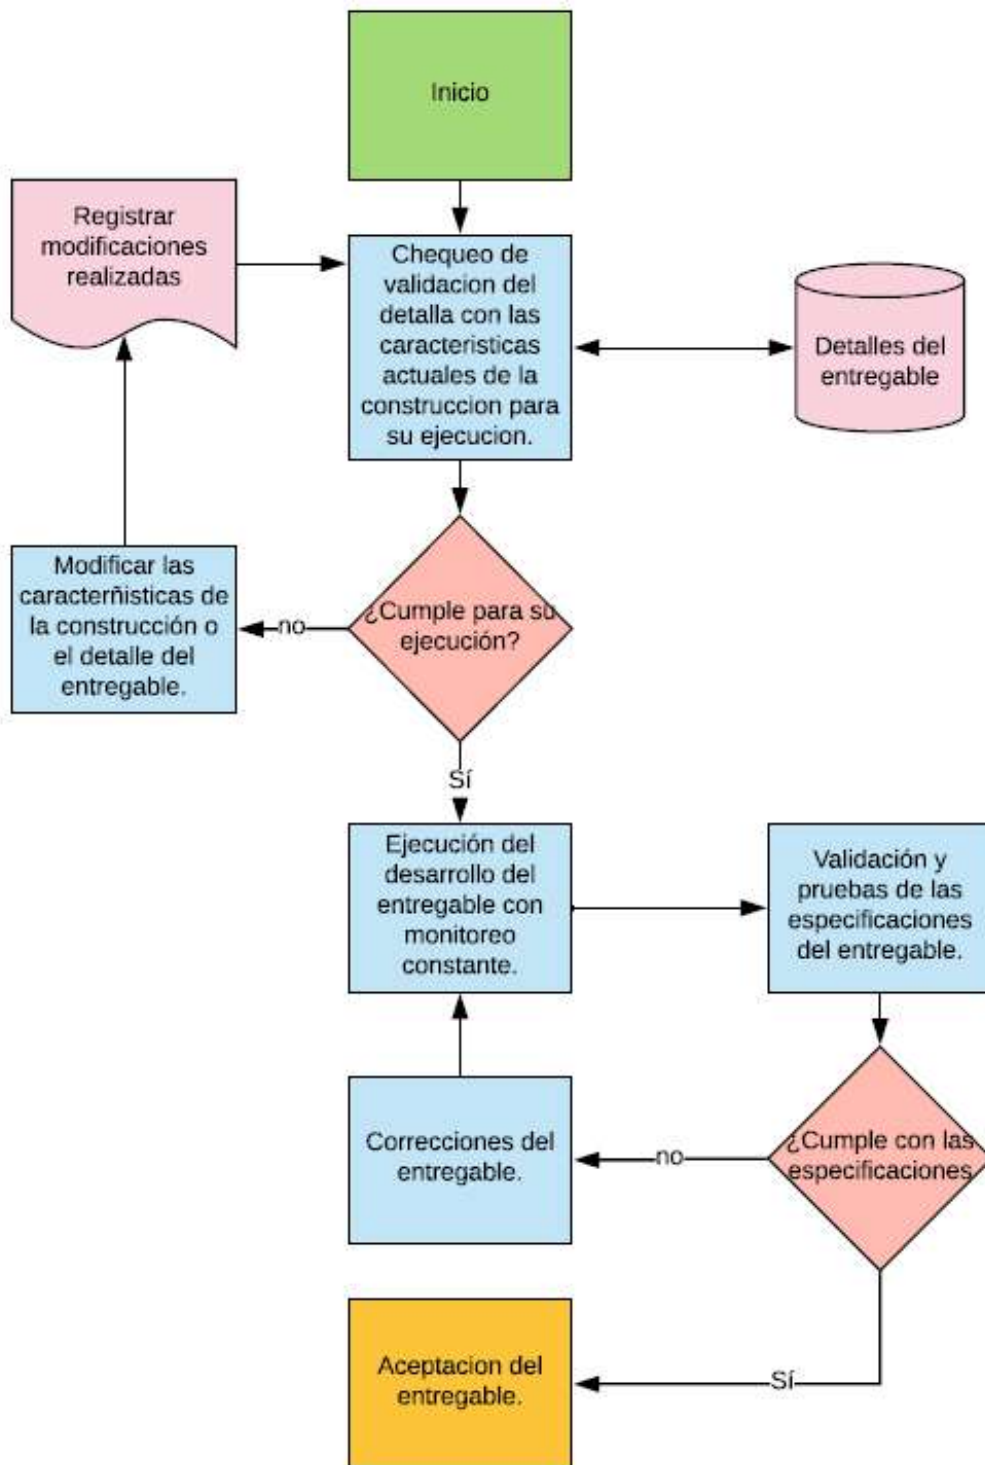 Inicio
Registrar
modificaciones
realizadas
Chequeo de
validacion del
detalla con las
caracteristicas
actuales de la
construccion para
su ejecucion.
Detalles del
entregable
Modificar las
caracterñisticas de
la construcción o
el detalle del
entregable.
no
¿Cumple para su
ejecución?
Sí
Ejecución del
desarrollo del
entregable con
monitoreo
constante.
Validación y
pruebas de las
especificaciones
del entregable.
Correcciones del
entregable.
no
¿Cumple con las
especificaciones
Aceptacion del
entregable.
Sí